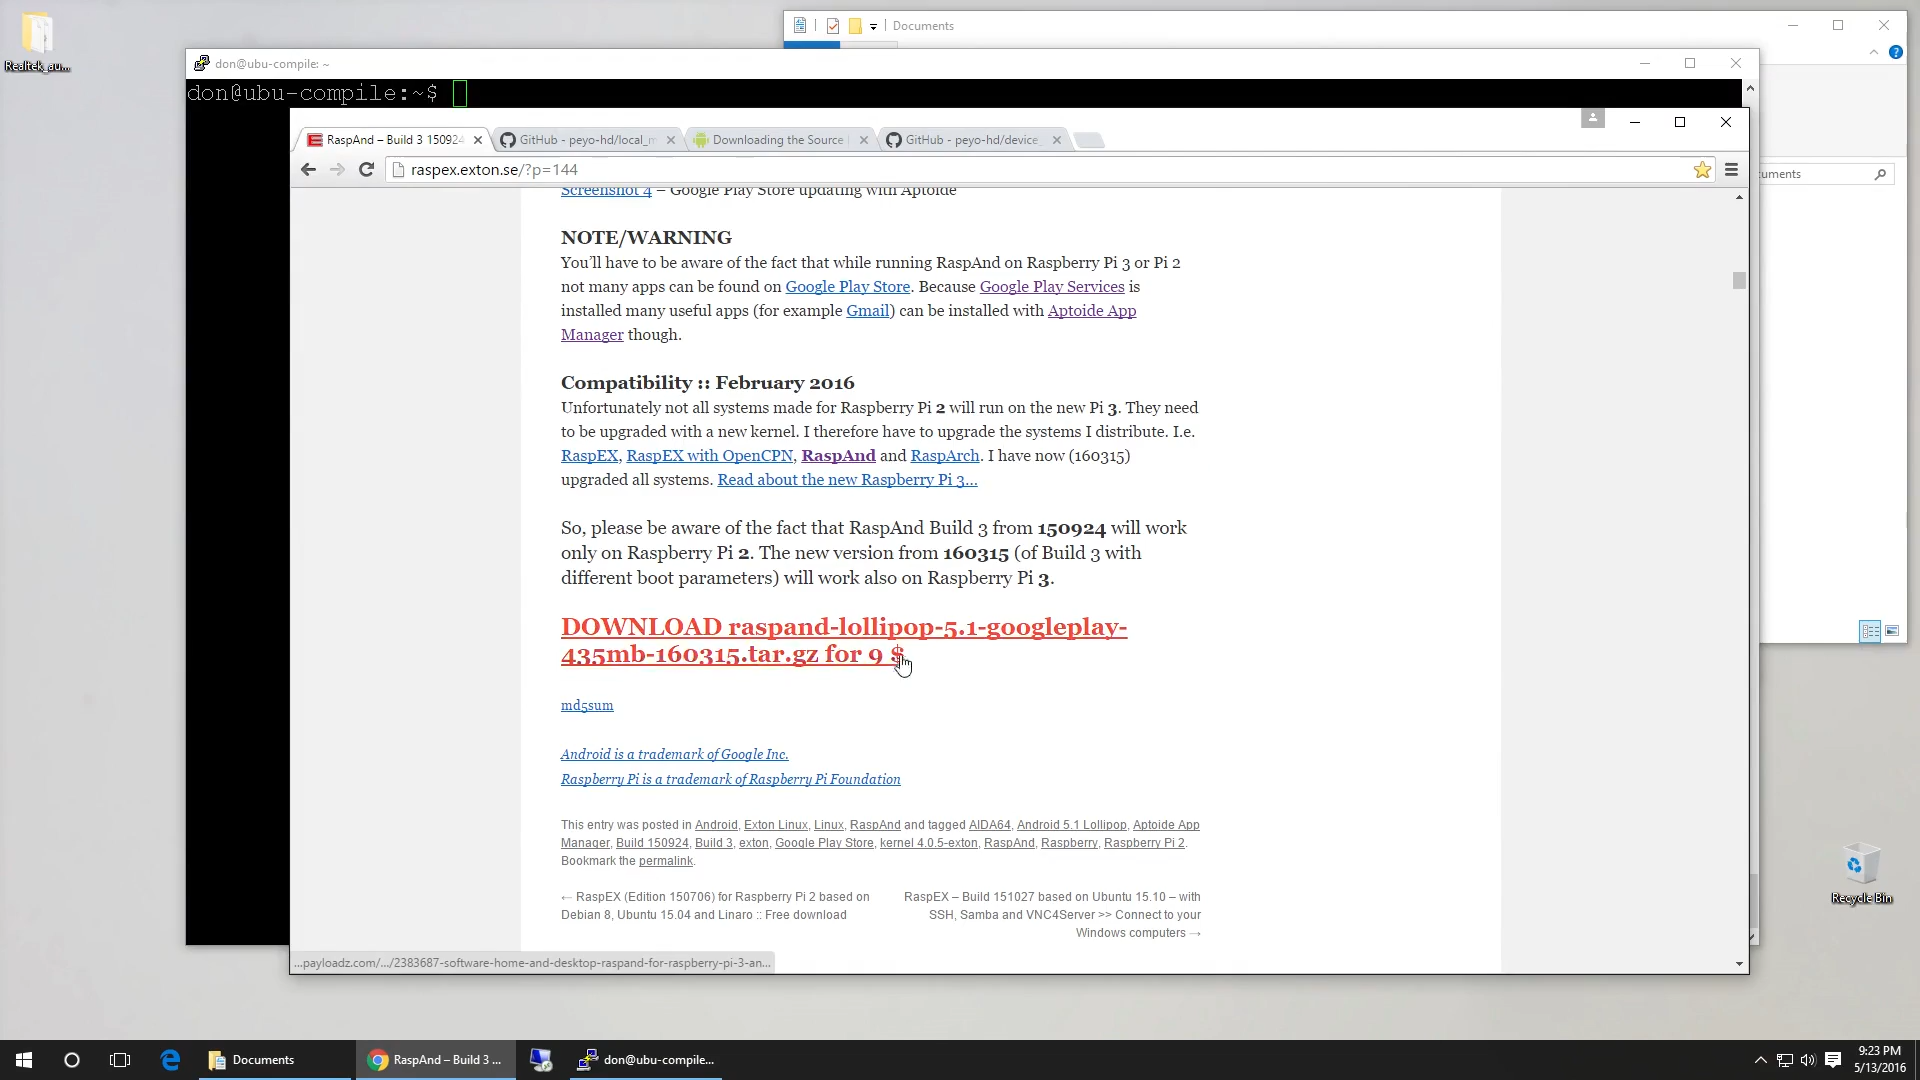 Realtek_au...
Documents
don@ubu-compile: ~
don@ubu-compile:~$
RaspAnd – Build 3 150924
GitHub - peyo-hd/local_m
Downloading the Source
GitHub - peyo-hd/device_
raspex.exton.se/?p=144
uments
Screenshot 4 – Google Play Store updating with Aptoide
NOTE/WARNING
You'll have to be aware of the fact that while running RaspAnd on Raspberry Pi 3 or Pi 2
not many apps can be found on Google Play Store. Because Google Play Services is
installed many useful apps (for example Gmail) can be installed with Aptoide App
Manager though.
Compatibility :: February 2016
Unfortunately not all systems made for Raspberry Pi 2 will run on the new Pi 3. They need
to be upgraded with a new kernel. I therefore have to upgrade the systems I distribute. I.e.
RaspEX, RaspEX with OpenCPN, RaspAnd and RaspArch. I have now (160315)
upgraded all systems. Read about the new Raspberry Pi 3...
So, please be aware of the fact that RaspAnd Build 3 from 150924 will work
only on Raspberry Pi 2. The new version from 160315 (of Build 3 with
different boot parameters) will work also on Raspberry Pi 3.
DOWNLOAD raspand-lollipop-5.1-googleplay-
435mb-160315.tar.gz for 9 $
md5sum
Android is a trademark of Google Inc.
Raspberry Pi is a trademark of Raspberry Pi Foundation
This entry was posted in Android, Exton Linux, Linux, RaspAnd and tagged AIDA64, Android 5.1 Lollipop, Aptoide App
Manager, Build 150924, Build 3, exton, Google Play Store, kernel 4.0.5-exton, RaspAnd, Raspberry, Raspberry Pi 2.
Bookmark the permalink.
← RaspEX (Edition 150706) for Raspberry Pi 2 based on
Debian 8, Ubuntu 15.04 and Linaro :: Free download
RaspEX – Build 151027 based on Ubuntu 15.10 – with
SSH, Samba and VNC4Server >> Connect to your
Windows computers →
...payloadz.com/.../2383687-software-home-and-desktop-raspand-for-raspberry-pi-3-an...
Recycle Bin
Documents
RaspAnd – Build 3 ...
don@ubu-compile...
9:23 PM
5/13/2016